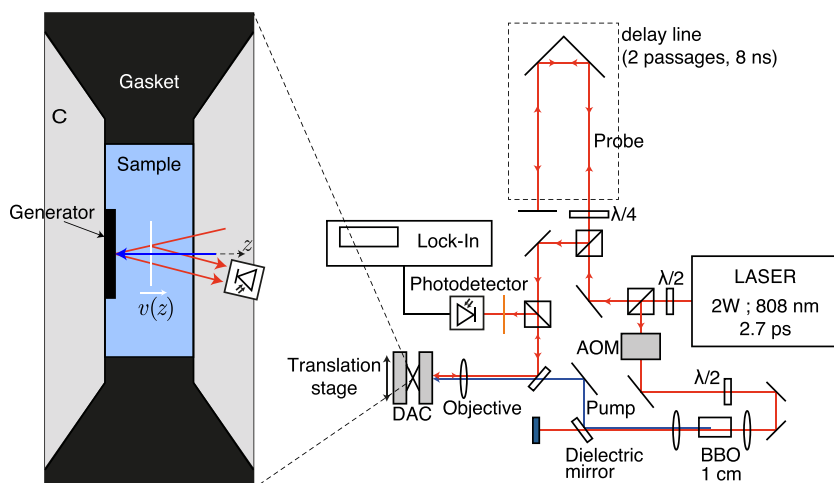 Gasket
C
Sample
Generator
z
v(z)
delay line
(2 passages, 8 ns)
Probe
λ/4
Lock-In
Photodetector
λ/2
LASER
2W ; 808 nm
2.7 ps
AOM
Translation
stage
DAC
Objective
Pump
λ/2
Dielectric
mirror
BBO
1 cm